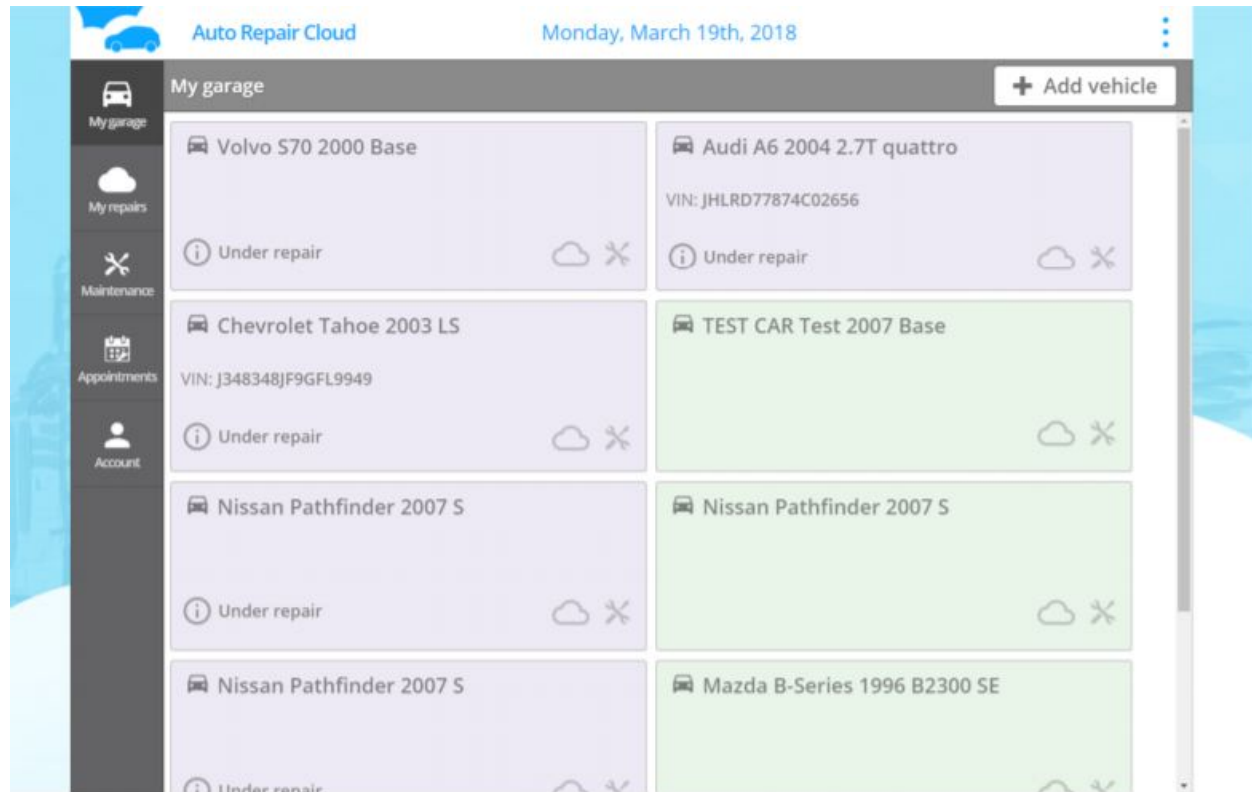 Auto Repair Cloud
Monday, March 19th, 2018
My garage
Add vehicle
My garage
My repairs
Maintenance
Appointments
Account
Volvo S70 2000 Base
Under repair
Audi A6 2004 2.7T quattro
VIN: JHLRD77874C02656
Under repair
Chevrolet Tahoe 2003 LS
VIN: J348348JF9GFL9949
Under repair
TEST CAR Test 2007 Base
Nissan Pathfinder 2007 S
Under repair
Nissan Pathfinder 2007 S
Nissan Pathfinder 2007 S
Under repair
Mazda B-Series 1996 B2300 SE